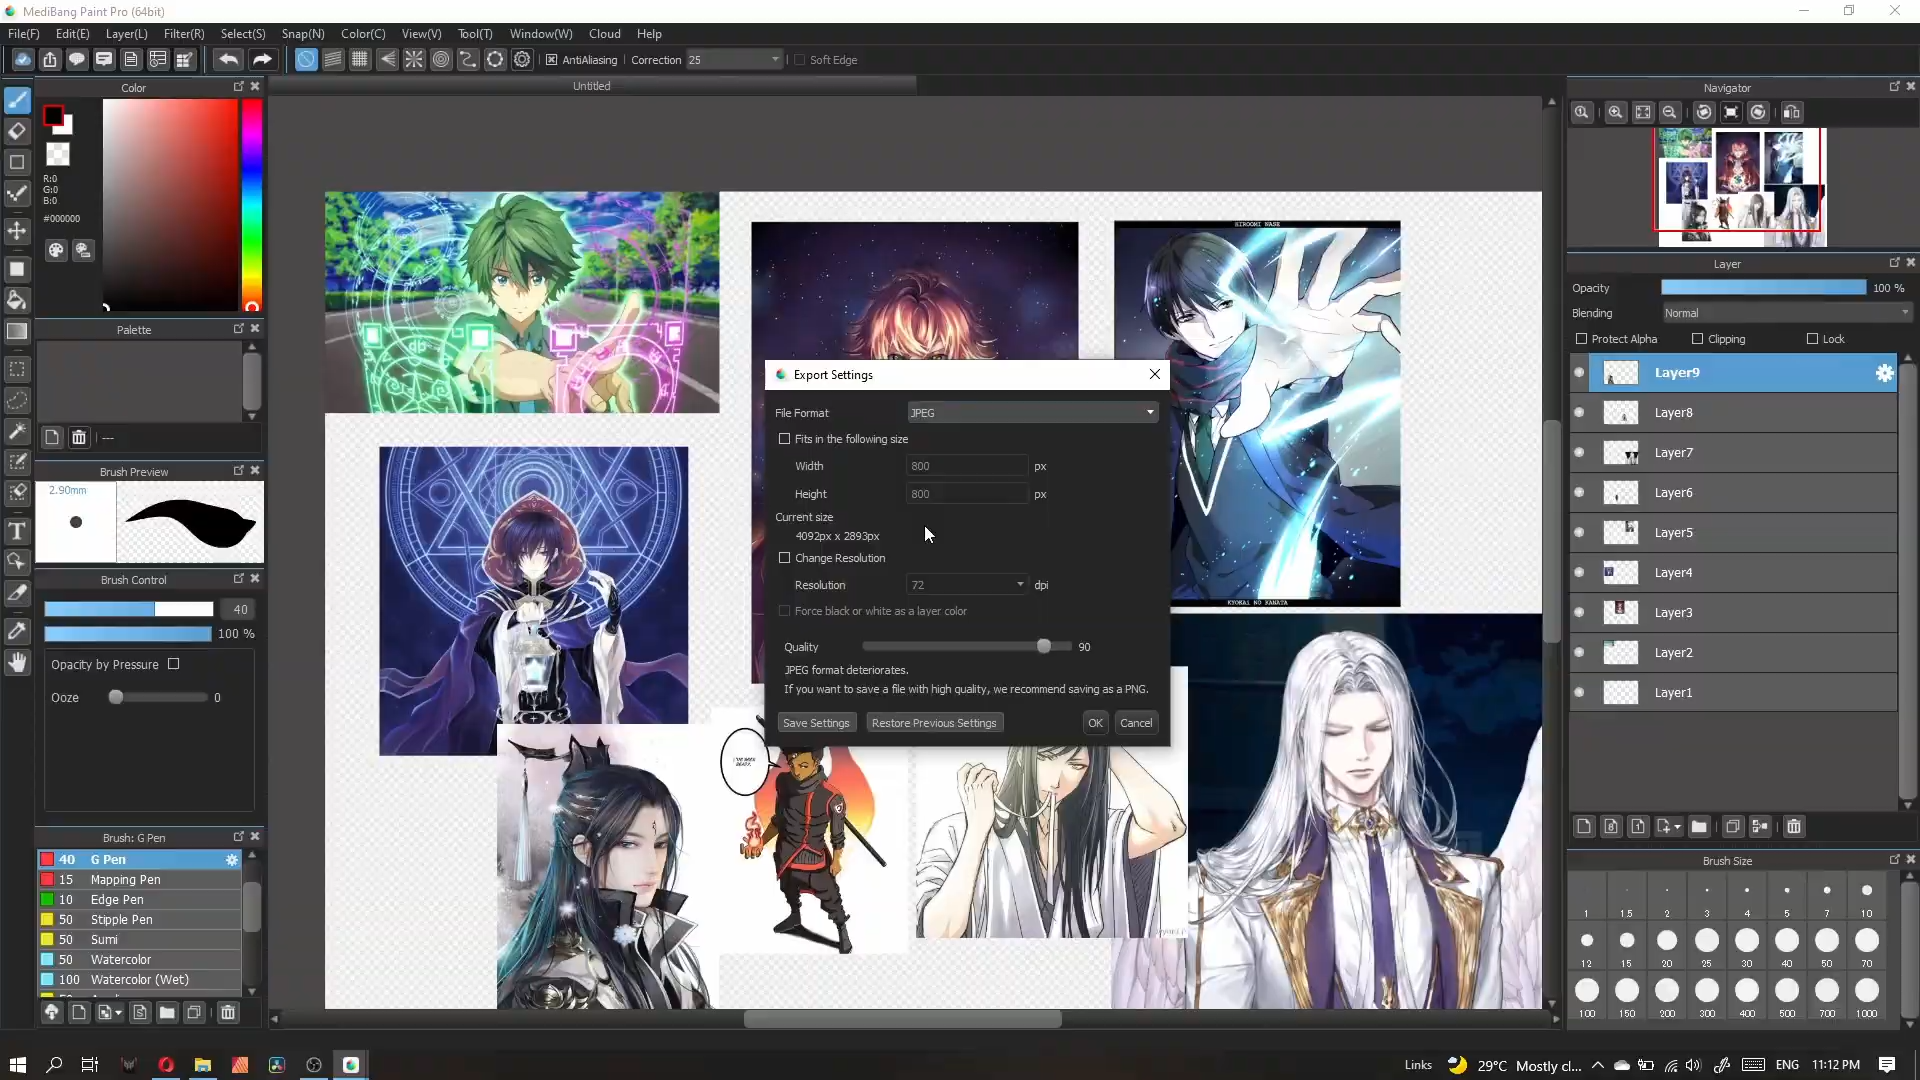 MediBang Paint Pro (64bit)
File(F) Edit(E) Layer(L) Filter(R) Select(S) Snap(N) Color(C) View(V) Tool(T) Window(W) Cloud Help
AntiAliasing Correction 25 Soft Edge
Color
Untitled
Navigator
R:0
G:0
B:0
#000000
Palette
---
Brush Preview
2.90mm
Brush Control
40
100 %
Opacity by Pressure
Ooze 0
Brush: G Pen
40 G Pen
15 Mapping Pen
10 Edge Pen
50 Stipple Pen
50 Sumi
50 Watercolor
100 Watercolor (Wet)
HIROOMI NASE
KYOKAI NO KANATA
Export Settings
File Format JPEG
Fits in the following size
Width 800 px
Height 800 px
Current size
4092px x 2893px
Change Resolution
Resolution 72 dpi
Force black or white as a layer color
Quality 90
JPEG format deteriorates.
If you want to save a file with high quality, we recommend saving as a PNG.
Save Settings Restore Previous Settings OK Cancel
Layer
Opacity 100 %
Blending Normal
Protect Alpha Clipping Lock
Layer9
Layer8
Layer7
Layer6
Layer5
Layer4
Layer3
Layer2
Layer1
Brush Size
1 1.5 2 3 4 5 7 10
12 15 20 25 30 40 50 70
100 150 200 300 400 500 700 1000
Links 29°C Mostly cl... ENG 11:12 PM